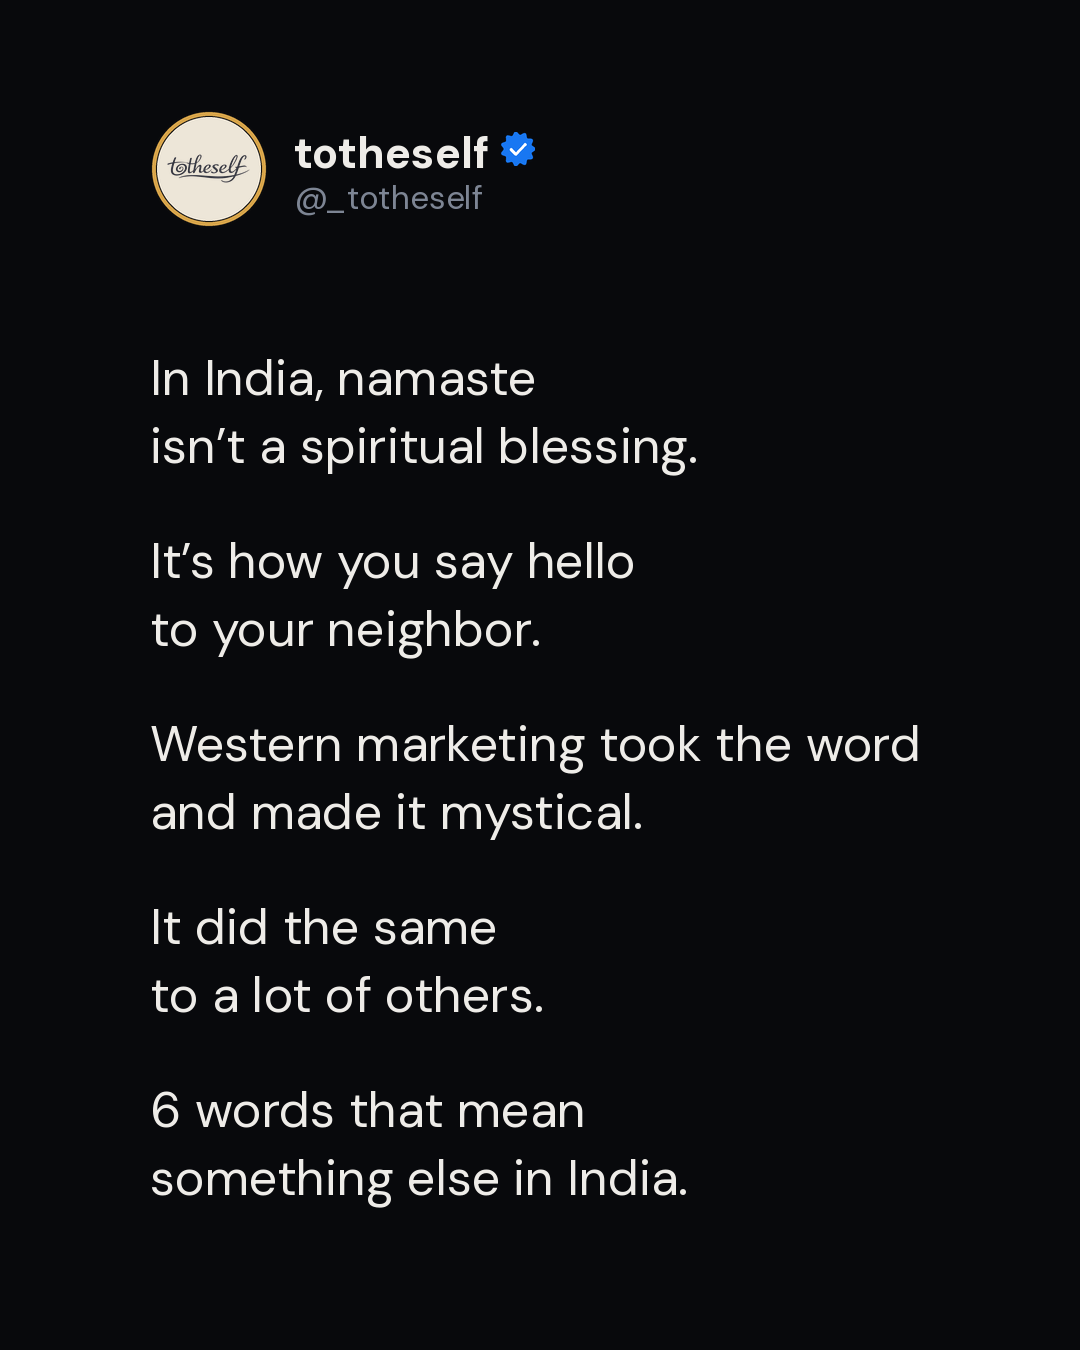 totheself
totheself
@_totheself
In India, namaste
isn’t a spiritual blessing.
It’s how you say hello
to your neighbor.
Western marketing took the word
and made it mystical.
It did the same
to a lot of others.
6 words that mean
something else in India.